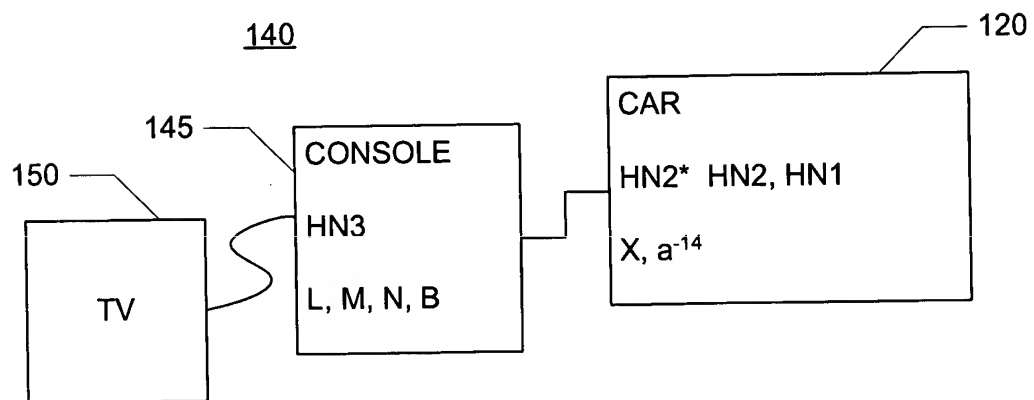 140
120
CAR
HN2* HN2, HN1
X, a-14
145
CONSOLE
HN3
L, M, N, B
150
TV